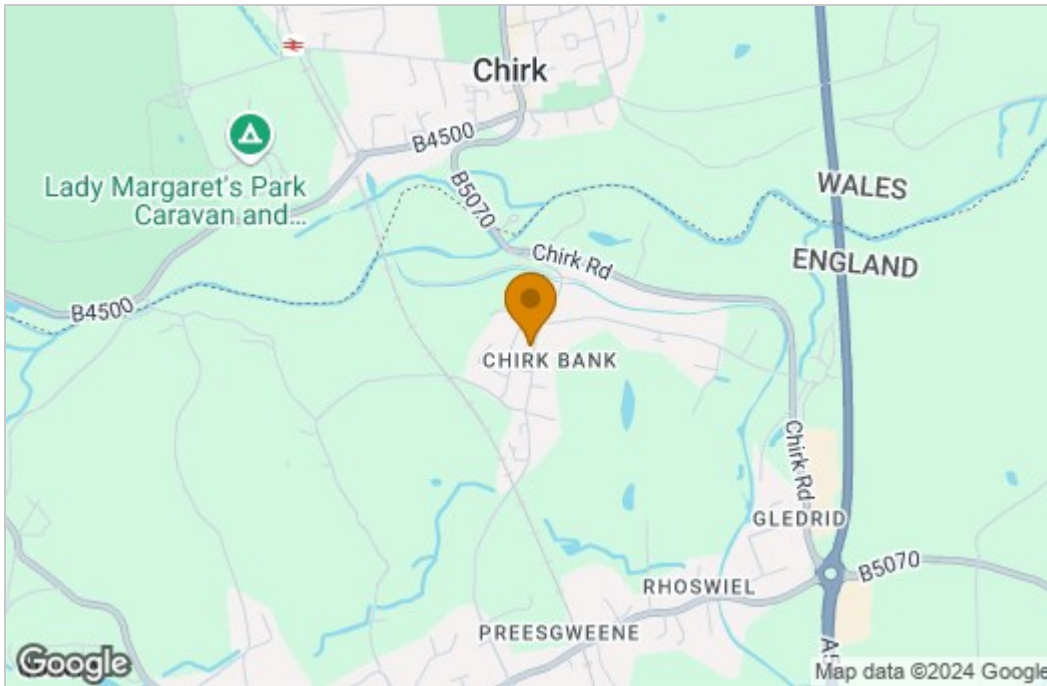 Chirk
B4500
Lady Margaret's Park
Caravan and...
B5070
WALES
Chirk Rd
ENGLAND
B4500
CHIRK BANK
Chirk Rd
GLEDRID
B5070
RHOSWIEL
PREESGWEENE
A5
Google
Map data ©2024 Google